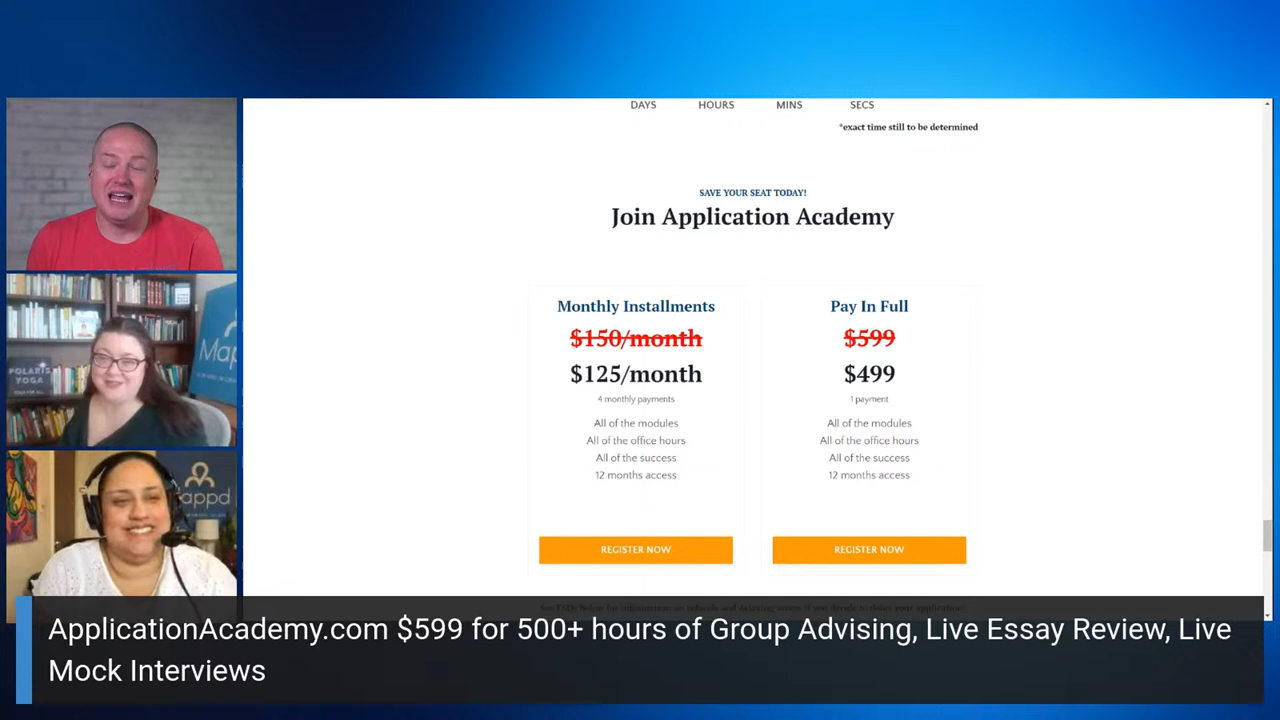 DAYS HOURS MINS SECS
*exact time still to be determined
SAVE YOUR SEAT TODAY!
Join Application Academy
Monthly Installments
$150/month
$125/month
4 monthly payments
All of the modules
All of the office hours
All of the success
12 months access
REGISTER NOW
Pay In Full
$599
$499
1 payment
All of the modules
All of the office hours
All of the success
12 months access
REGISTER NOW
POLARIS
YOGA
Map
appd
ApplicationAcademy.com $599 for 500+ hours of Group Advising, Live Essay Review, Live
Mock Interviews